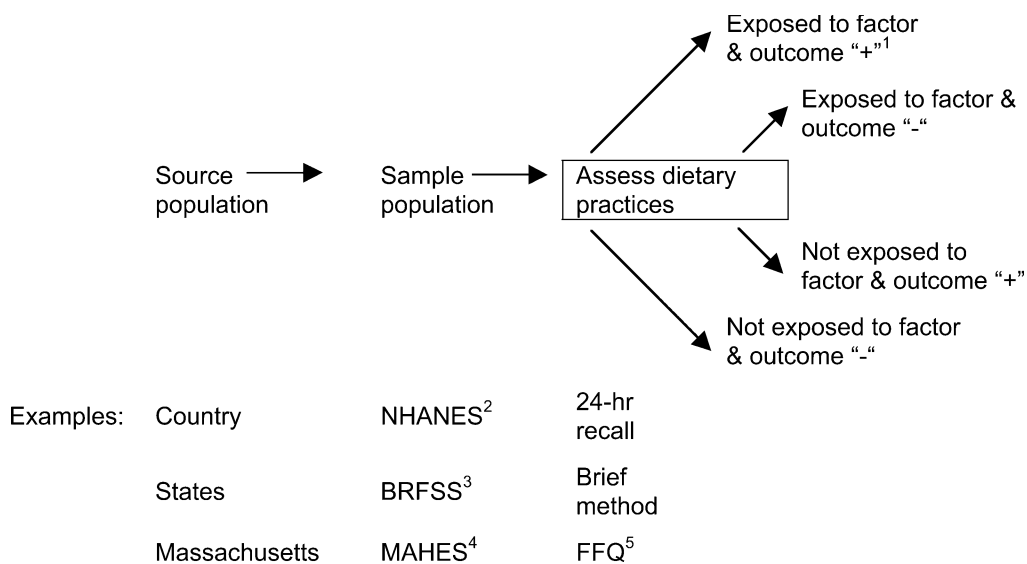 Exposed to factor
& outcome “+”1
Exposed to factor &
outcome “-“
Source
population
Sample
population
Assess dietary
practices
Not exposed to
factor & outcome “+”
Not exposed to factor
& outcome “-“
Examples:
Country
NHANES2
24-hr
recall
States
BRFSS3
Brief
method
Massachusetts
MAHES4
FFQ5